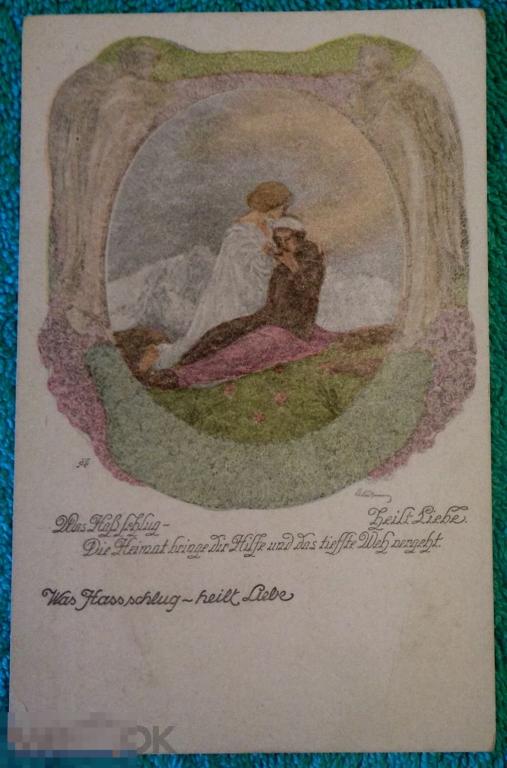 Was Haß schlug – heilt Liebe.
Die Heimat bringe dir Hilfe und das tiefste Weh vergeht.
Was Hass schlug – heilt Liebe